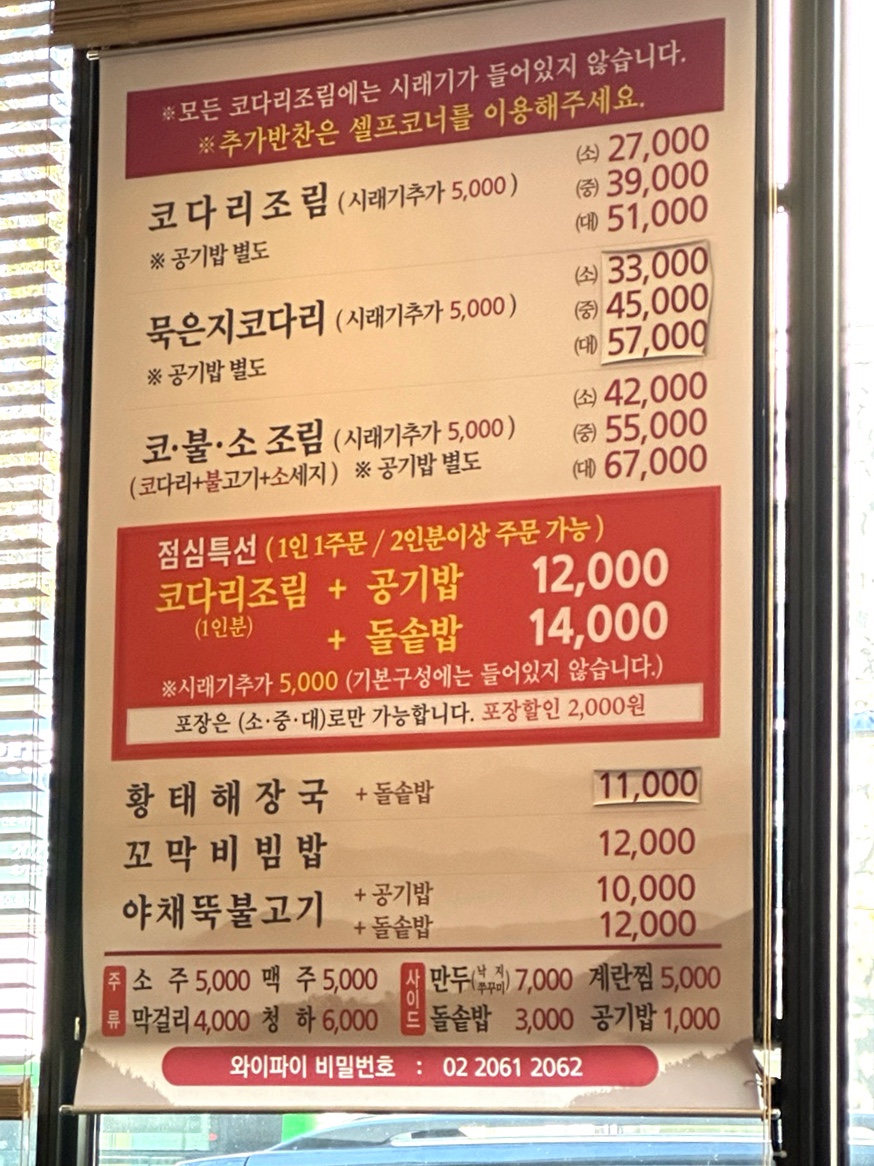 ※모든 코다리조림에는 시래기가 들어있지 않습니다.
※추가반찬은 셀프코너를 이용해주세요.
코다리조림 (시래기추가 5,000)
※ 공기밥 별도
(소) 27,000
(중) 39,000
(대) 51,000
묵은지코다리 (시래기추가 5,000)
※ 공기밥 별도
(소) 33,000
(중) 45,000
(대) 57,000
코·불·소 조림 (시래기추가 5,000)
(코다리+불고기+소세지) ※ 공기밥 별도
(소) 42,000
(중) 55,000
(대) 67,000
점심특선 (1인 1주문 / 2인분이상 주문 가능)
코다리조림 + 공기밥 12,000
(1인분) + 돌솥밥 14,000
※시래기추가 5,000 (기본구성에는 들어있지 않습니다.)
포장은 (소·중·대)로만 가능합니다. 포장할인 2,000원
황태해장국 + 돌솥밥 11,000
꼬막비빔밥 12,000
야채뚝불고기 + 공기밥 10,000
+ 돌솥밥 12,000
주류
소주 5,000 맥주 5,000
막걸리 4,000 청하 6,000
사이드
만두(낙지 쭈꾸미) 7,000 계란찜 5,000
돌솥밥 3,000 공기밥 1,000
와이파이 비밀번호 : 02 2061 2062